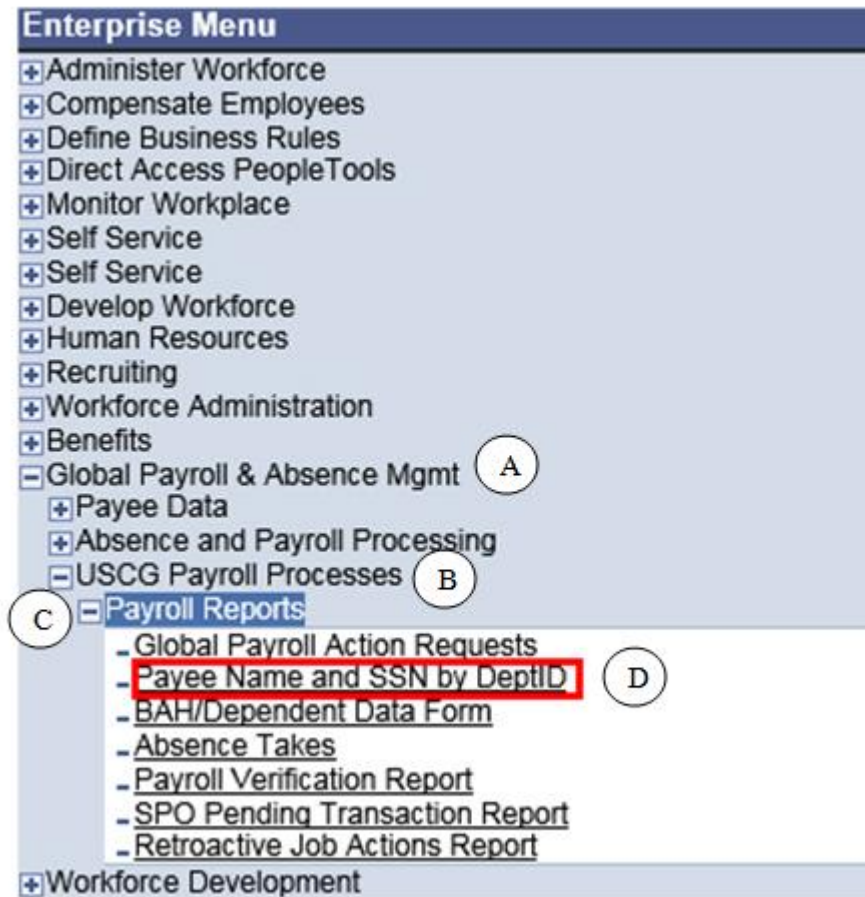 Enterprise Menu
Administer Workforce
Compensate Employees
Define Business Rules
Direct Access PeopleTools
Monitor Workplace
Self Service
Self Service
Develop Workforce
Human Resources
Recruiting
Workforce Administration
Benefits
Global Payroll & Absence Mgmt A
Payee Data
Absence and Payroll Processing
USCG Payroll Processes B
C Payroll Reports
Global Payroll Action Requests
Payee Name and SSN by DeptID D
BAH/Dependent Data Form
Absence Takes
Payroll Verification Report
SPO Pending Transaction Report
Retroactive Job Actions Report
Workforce Development